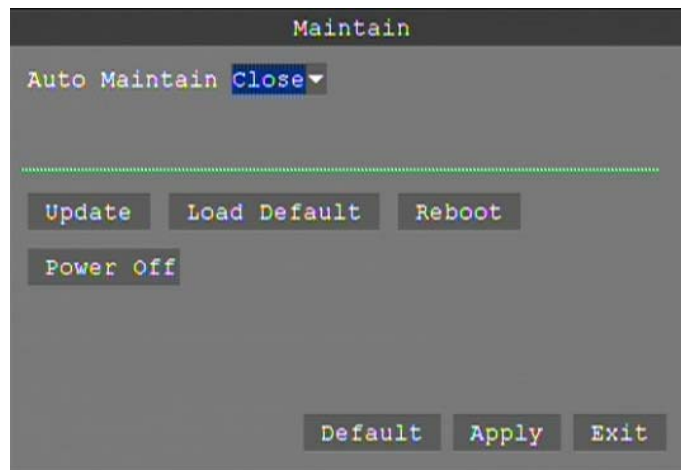 Maintain
Auto Maintain Close
Update Load Default Reboot
Power Off
Default Apply Exit